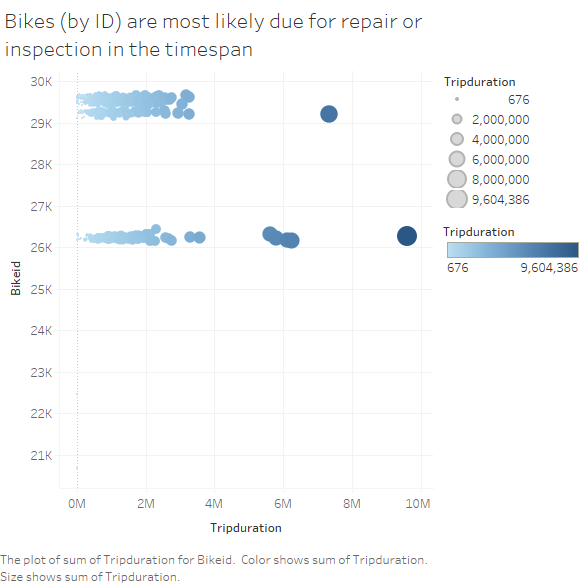 Bikes (by ID) are most likely due for repair or
inspection in the timespan
Tripduration
676
2,000,000
4,000,000
6,000,000
8,000,000
9,604,386
Tripduration
676 9,604,386
30K
29K
28K
27K
26K
25K
24K
23K
22K
21K
Bikeid
0M 2M 4M 6M 8M 10M
Tripduration
The plot of sum of Tripduration for Bikeid. Color shows sum of Tripduration.
Size shows sum of Tripduration.